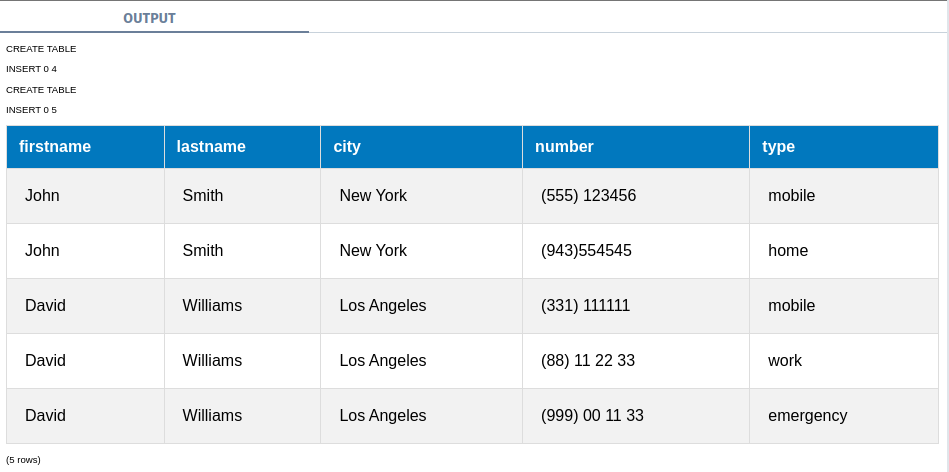 OUTPUT
CREATE TABLE
INSERT 0 4
CREATE TABLE
INSERT 0 5
firstname lastname city number type
John Smith New York (555) 123456 mobile
John Smith New York (943)554545 home
David Williams Los Angeles (331) 111111 mobile
David Williams Los Angeles (88) 11 22 33 work
David Williams Los Angeles (999) 00 11 33 emergency
(5 rows)